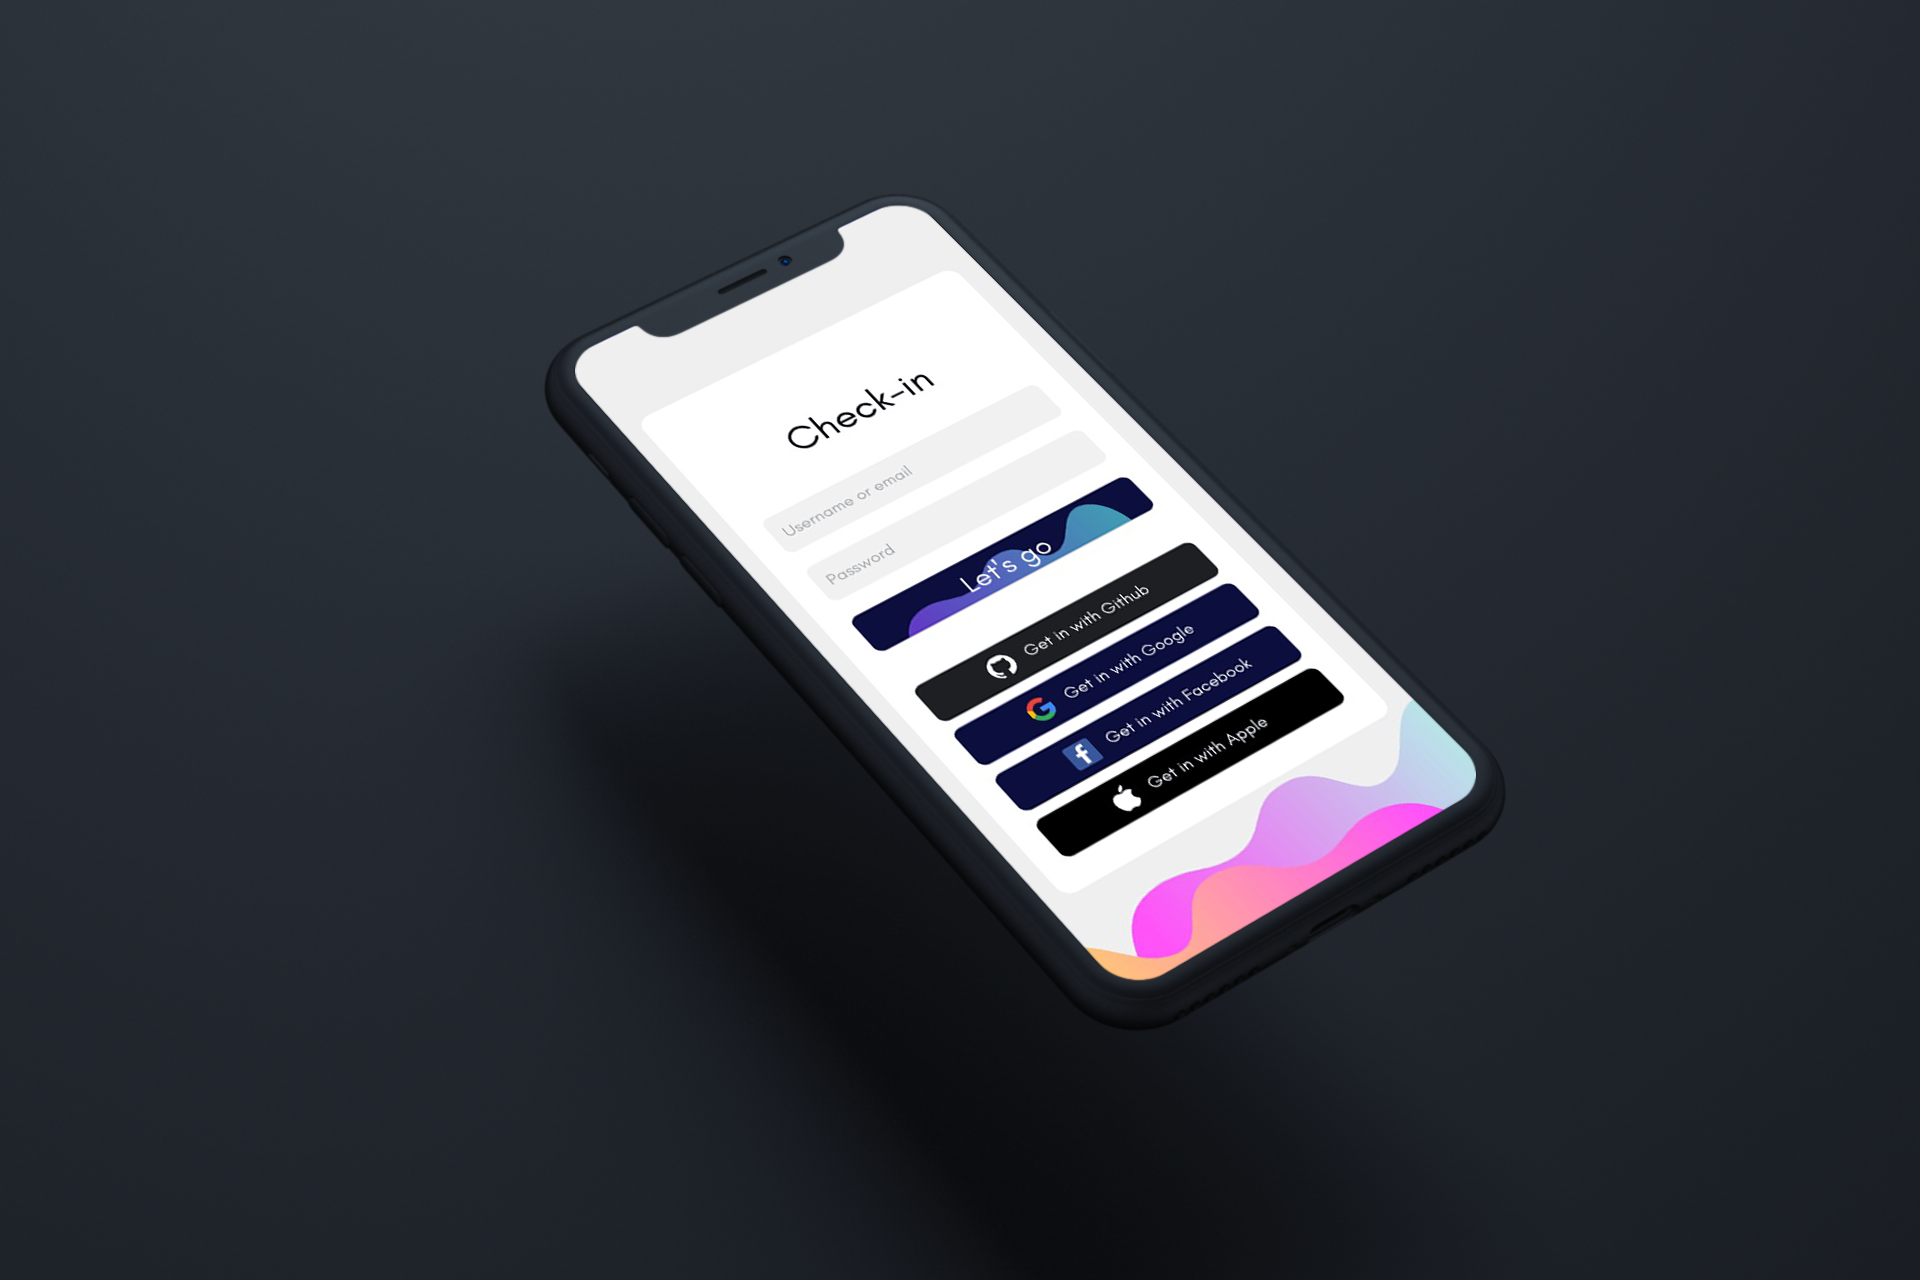 Check-in
Username or email
Password
Let's go
Get in with Github
Get in with Google
Get in with Facebook
Get in with Apple